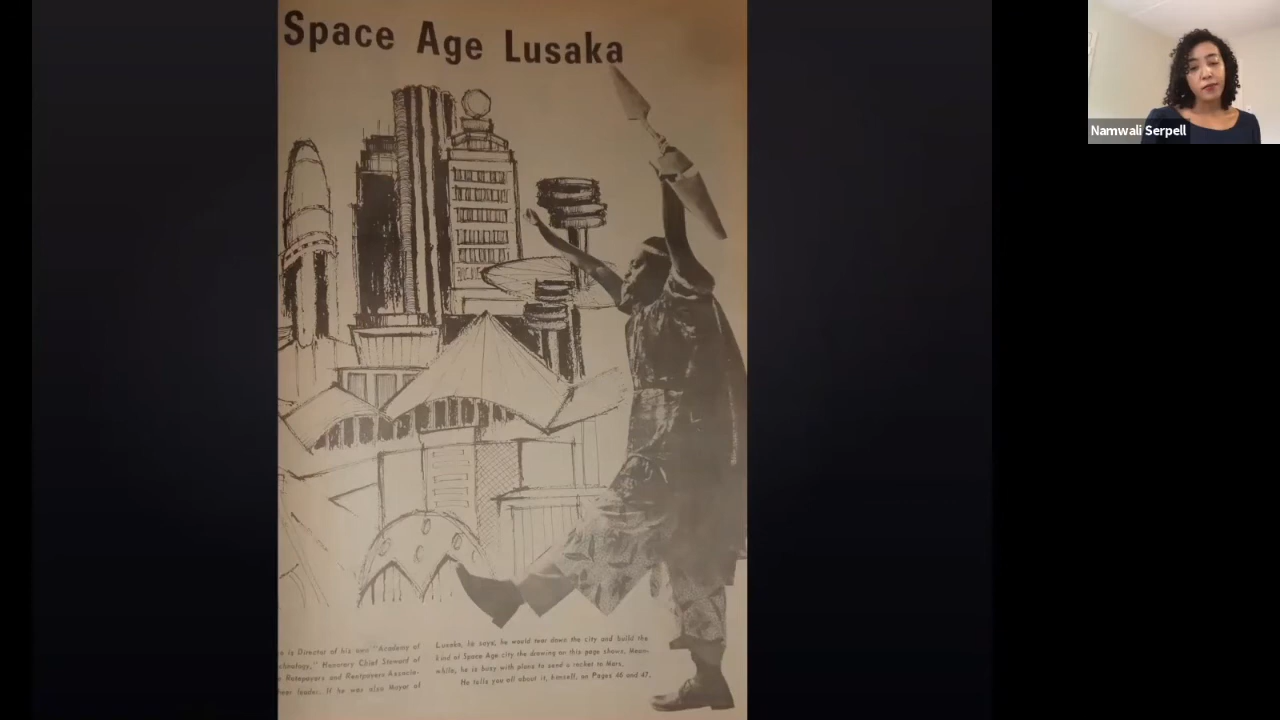 Space Age Lusaka
Namwali Serpell
is Director of his own "Academy of
Technology," Honorary Chief Steward of
Ratepayers and Rentpayers Associa-
leader. If he was also Mayor of
Lusaka, he says, he would tear down the city and build the
kind of Space Age city the drawing on this page shows. Mean-
while, he is busy with plans to send a rocket to Mars.
He tells you all about it, himself, on Pages 46 and 47.